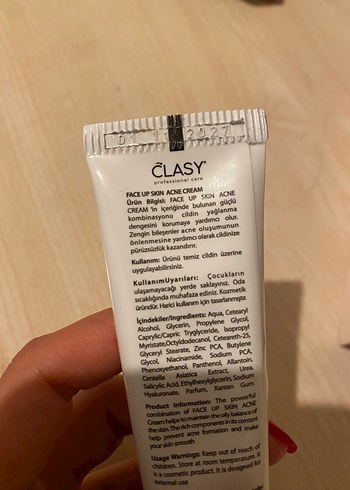 01 11 2027
CLASY
professional care
FACE UP SKIN ACNE CREAM
Ürün Bilgisi: FACE UP SKIN ACNE
CREAM 'in içeriğinde bulunan güçlü
kombinasyonu cildin yağlanma
dengesini korumaya yardımcı olur.
Zengin bileşenler acne oluşumunun
önlenmesine yardımcı olarak cildinize
pürüzsüzlük kazandırır.
Kullanım: Ürünü temiz cildin üzerine
uygulayabilirsiniz.
KullanımUyarıları: Çocukların
ulaşamayacağı yerde saklayınız. Oda
sıcaklığında muhafaza ediniz. Kozmetik
üründür. Harici kullanım için tasarlanmıştır.
İçindekiler/Ingredients: Aqua, Cetearyl
Alcohol, Glycerin, Propylene Glycol,
Caprylic/Capric Tryglyceride, Isopropyl
Myristate,Octyldodecanol, Ceteareth-25,
Glyceryl Stearate, Zinc PCA, Butylene
Glycol, Niacinamide, Sodium PCA,
Phenoxyethanol, Panthenol, Allantoin,
Centella Asiatica Extract, Urea,
Salicylic Acid, Ethylhexylglycerin, Sodium
Hyaluronate, Parfum, Xantan Gum.
Product Information: The powerful
combination of FACE UP SKIN ACNE
Cream helps to maintain the oily balance of
the skin. The rich components in its content
help prevent acne formation and make
your skin smooth
Usage Warnings: Keep out of reach of
children. Store at room temperature. It
is a cosmetic product. It is designed for
external use